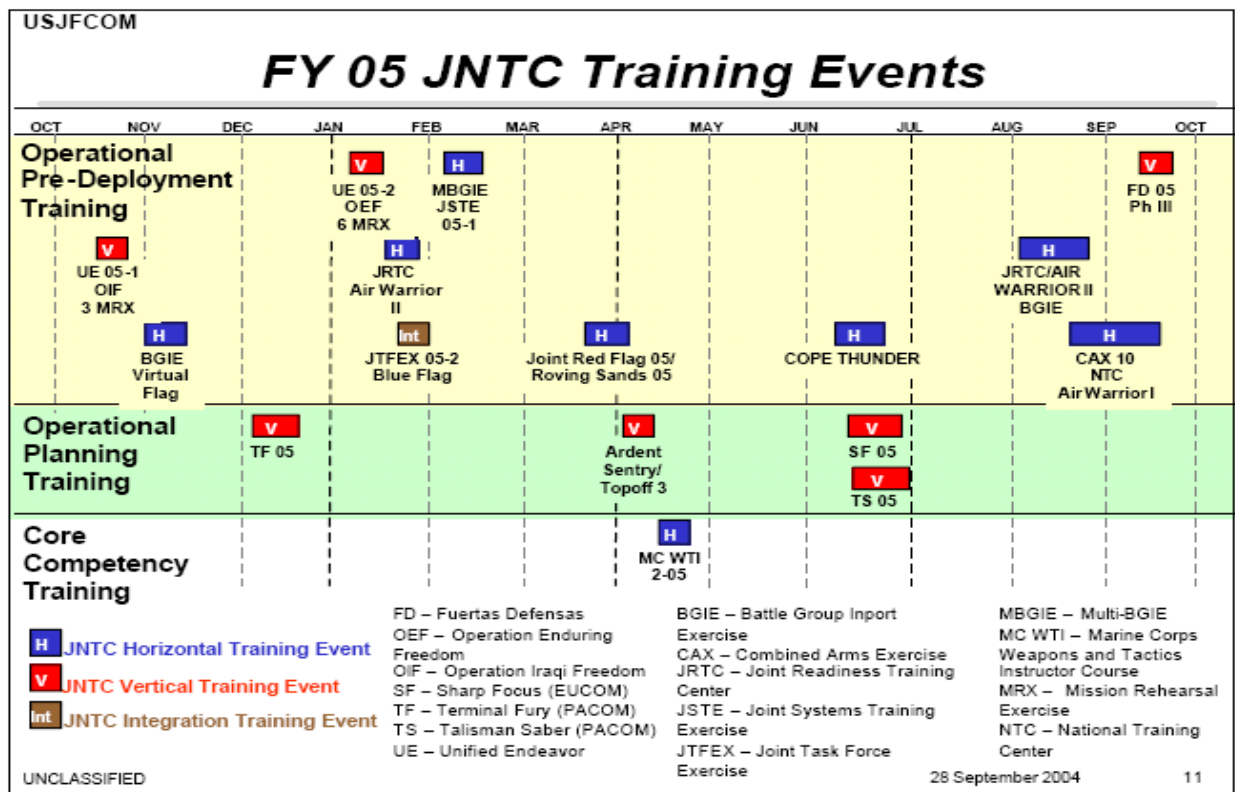 USJFCOM
FY 05 JNTC Training Events
OCT NOV DEC JAN FEB MAR APR MAY JUN JUL AUG SEP OCT
Operational
Pre-Deployment
Training
V
UE 05-1
OIF
3 MRX
H
BGIE
Virtual
Flag
V
UE 05-2
OEF
6 MRX
H
JRTC
Air Warrior
II
Int
JTFEX 05-2
Blue Flag
H
MBGIE
JSTE
05-1
H
Joint Red Flag 05/
Roving Sands 05
H
COPE THUNDER
H
JRTC/AIR
WARRIOR II
BGIE
V
FD 05
Ph III
H
CAX 10
NTC
Air Warrior I
Operational
Planning
Training
V
TF 05
V
Ardent
Sentry/
Topoff 3
V
SF 05
V
TS 05
Core
Competency
Training
H
MC WTI
2-05
H JNTC Horizontal Training Event
V JNTC Vertical Training Event
Int JNTC Integration Training Event
FD – Fuertas Defensas
OEF – Operation Enduring
Freedom
OIF – Operation Iraqi Freedom
SF – Sharp Focus (EUCOM)
TF – Terminal Fury (PACOM)
TS – Talisman Saber (PACOM)
UE – Unified Endeavor
BGIE – Battle Group Inport
Exercise
CAX – Combined Arms Exercise
JRTC – Joint Readiness Training
Center
JSTE – Joint Systems Training
Exercise
JTFEX – Joint Task Force
Exercise
MBGIE – Multi-BGIE
MC WTI – Marine Corps
Weapons and Tactics
Instructor Course
MRX – Mission Rehearsal
Exercise
NTC – National Training
Center
UNCLASSIFIED
28 September 2004
11